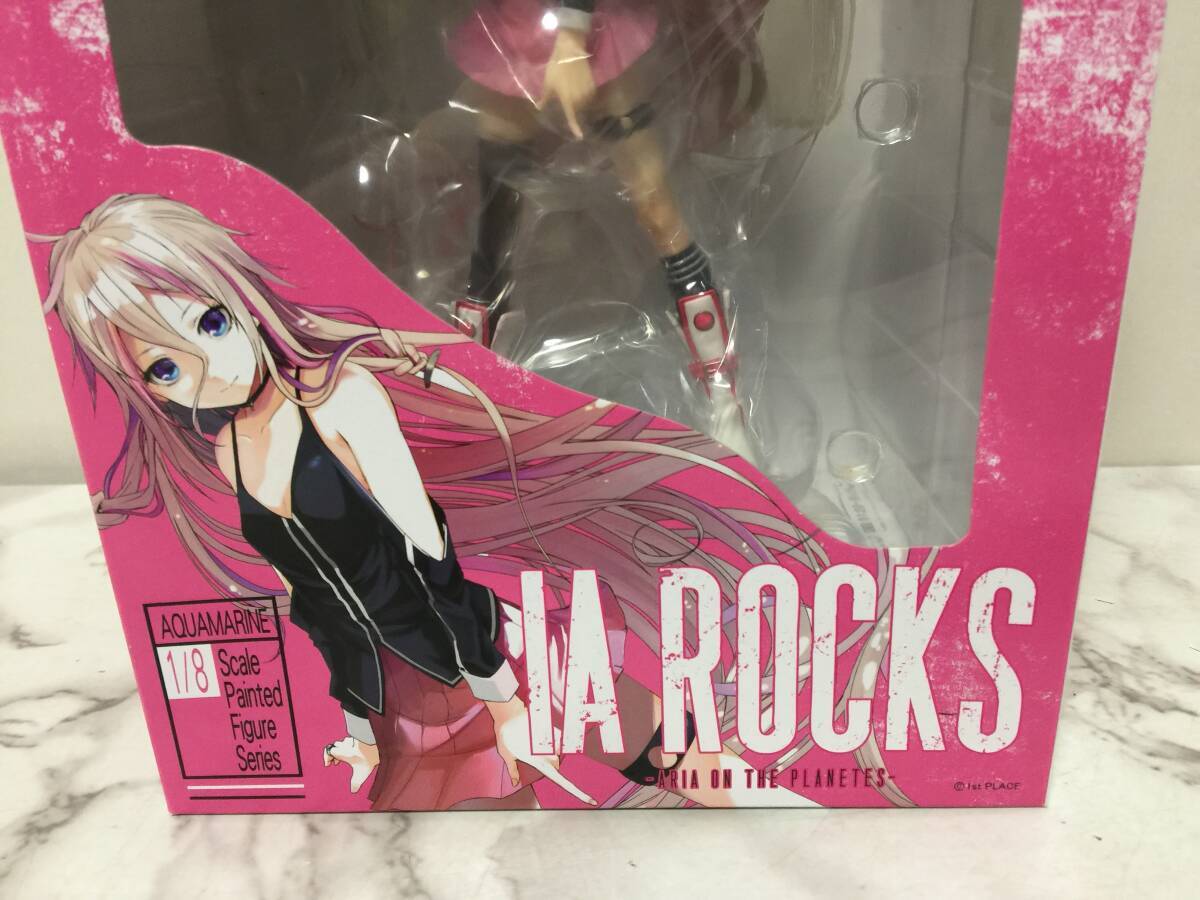 AQUAMARINE
1/8 Scale
Painted
Figure
Series
IA ROCKS
-ARIA ON THE PLANETES-
©1st PLACE